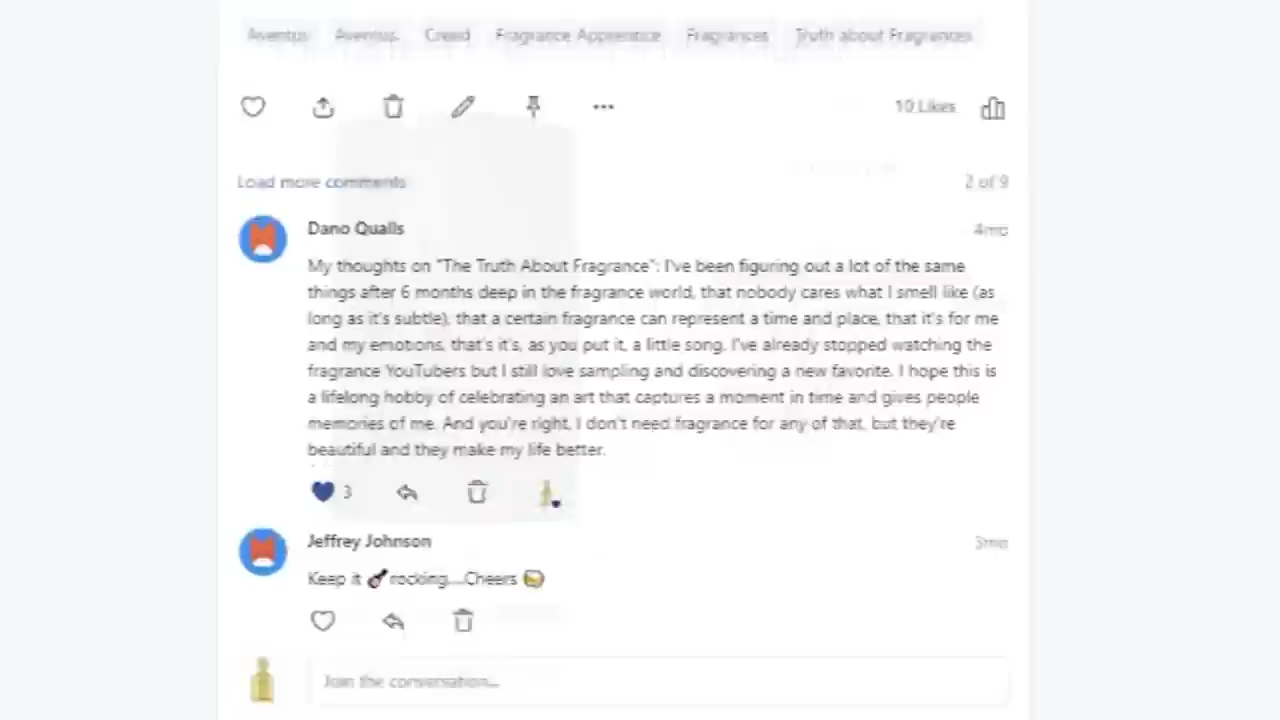 Aventus Aventus Creed Fragrance Apprentice Fragrances Truth about Fragrances
10 Likes
Load more comments 2 of 9
Dano Qualls 4mo
My thoughts on "The Truth About Fragrance": I've been figuring out a lot of the same
things after 6 months deep in the fragrance world, that nobody cares what I smell like (as
long as it's subtle), that a certain fragrance can represent a time and place, that it's for me
and my emotions, that's it's, as you put it, a little song. I've already stopped watching the
fragrance YouTubers but I still love sampling and discovering a new favorite. I hope this is
a lifelong hobby of celebrating an art that captures a moment in time and gives people
memories of me. And you're right, I don't need fragrance for any of that, but they're
beautiful and they make my life better.
3
Jeffrey Johnson 3mo
Keep it 🎸 rocking....Cheers 🍻
Join the conversation...